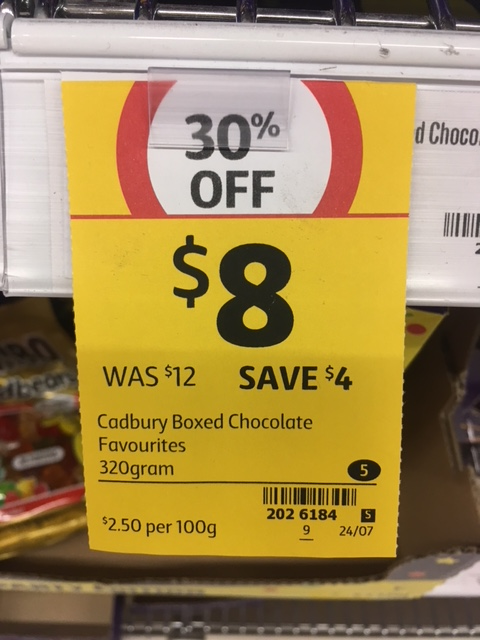 30%
OFF
$8
WAS $12 SAVE $4
Cadbury Boxed Chocolate
Favourites
320gram
5
202 6184 S
$2.50 per 100g
9 24/07
d Choco